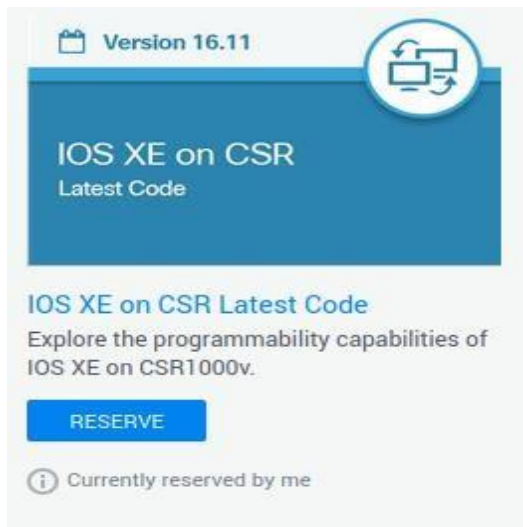 Version 16.11
IOS XE on CSR
Latest Code
IOS XE on CSR Latest Code
Explore the programmability capabilities of
IOS XE on CSR1000v.
RESERVE
Currently reserved by me